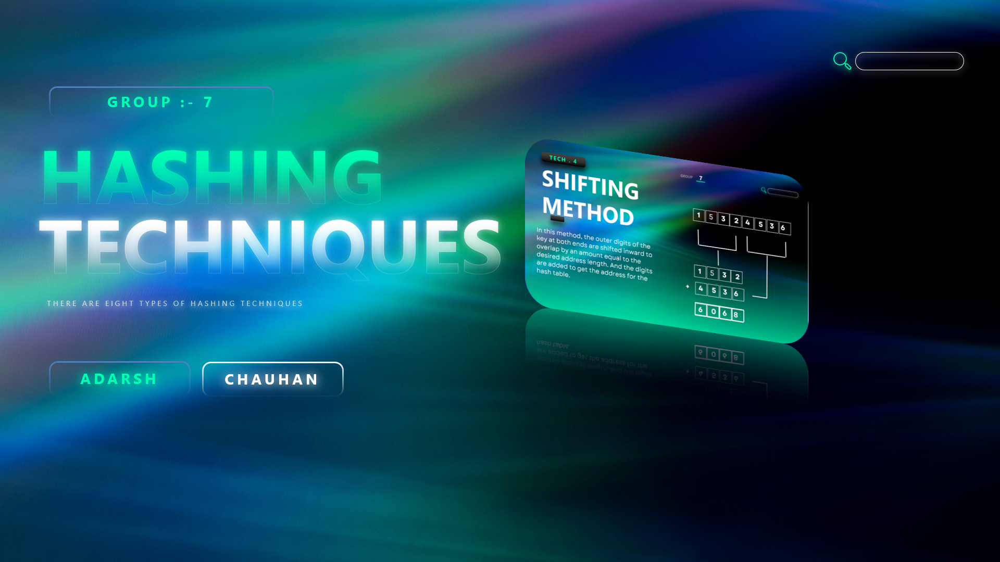 GROUP :- 7
HASHING
TECHNIQUES
THERE ARE EIGHT TYPES OF HASHING TECHNIQUES
ADARSH
CHAUHAN
TECH . 4
GROUP 7
SHIFTING
METHOD
In this method, the outer digits of the
key at both ends are shifted inward to
overlap by an amount equal to the
desired address length. And the digits
are added to get the address for the
hash table.
1 5 3 2 4 5 3 6
1 5 3 2
+ 4 5 3 6
6 0 6 8